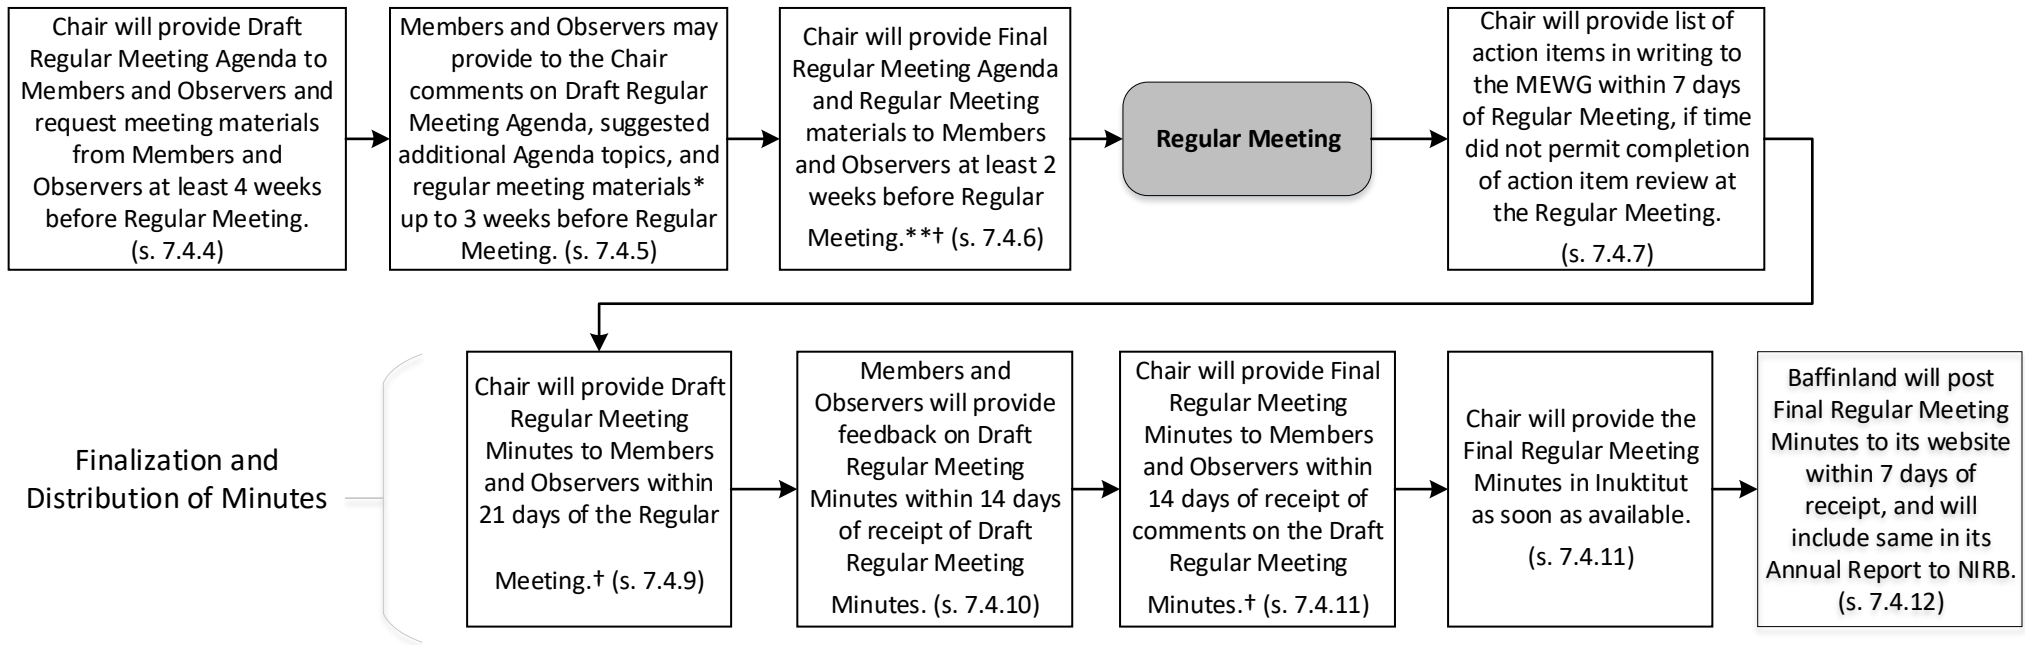 Chair will provide Draft
Regular Meeting Agenda to
Members and Observers and
request meeting materials
from Members and
Observers at least 4 weeks
before Regular Meeting.
(s. 7.4.4)
Members and Observers may
provide to the Chair
comments on Draft Regular
Meeting Agenda, suggested
additional Agenda topics, and
regular meeting materials*
up to 3 weeks before Regular
Meeting. (s. 7.4.5)
Chair will provide Final
Regular Meeting Agenda
and Regular Meeting
materials to Members
and Observers at least 2
weeks before Regular
Meeting.**† (s. 7.4.6)
Regular Meeting
Chair will provide list of
action items in writing to
the MEWG within 7 days
of Regular Meeting, if time
did not permit completion
of action item review at
the Regular Meeting.
(s. 7.4.7)
Finalization and
Distribution of Minutes
Chair will provide Draft
Regular Meeting
Minutes to Members
and Observers within
21 days of the Regular
Meeting.† (s. 7.4.9)
Members and
Observers will provide
feedback on Draft
Regular Meeting
Minutes within 14 days
of receipt of Draft
Regular Meeting
Minutes. (s. 7.4.10)
Chair will provide Final
Regular Meeting
Minutes to Members
and Observers within
14 days of receipt of
comments on the Draft
Regular Meeting
Minutes.† (s. 7.4.11)
Chair will provide the
Final Regular Meeting
Minutes in Inuktitut
as soon as available.
(s. 7.4.11)
Baffinland will post
Final Regular Meeting
Minutes to its website
within 7 days of
receipt, and will
include same in its
Annual Report to NIRB.
(s. 7.4.12)